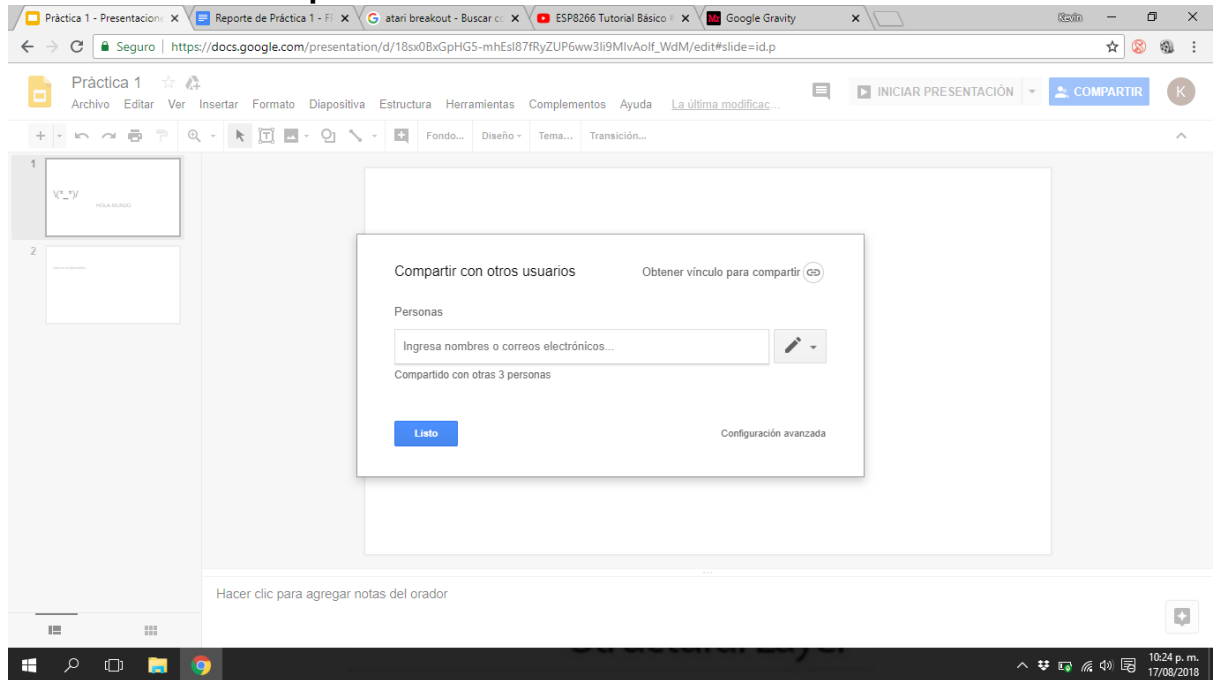 Práctica 1 - Presentacione
Reporte de Práctica 1 - Fi
atari breakout - Buscar co
ESP8266 Tutorial Básico
Mr Google Gravity
Kevin
Seguro | https://docs.google.com/presentation/d/18sx0BxGpHG5-mhEsl87fRyZUP6ww3li9MIvAolf_WdM/edit#slide=id.p
Práctica 1
Archivo Editar Ver Insertar Formato Diapositiva Estructura Herramientas Complementos Ayuda La última modificac...
INICIAR PRESENTACIÓN
COMPARTIR
K
Fondo... Diseño Tema... Transición...
1
\(*_*)/
HOLA MUNDO
2
Compartir con otros usuarios
Obtener vínculo para compartir
Personas
Ingresa nombres o correos electrónicos...
Compartido con otras 3 personas
Listo
Configuración avanzada
Hacer clic para agregar notas del orador
10:24 p. m.
17/08/2018